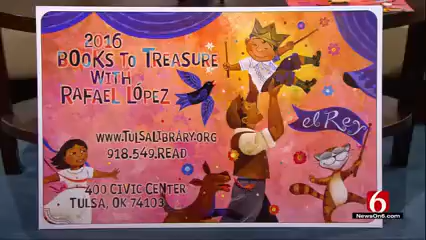 2016
BOOKS TO TREASURE
WITH
RAFAEL LÓPEZ
el Rey
WWW.TULSALIBRARY.ORG
918.549.READ
400 CIVIC CENTER
TULSA, OK 74103
6
NewsOn6.com